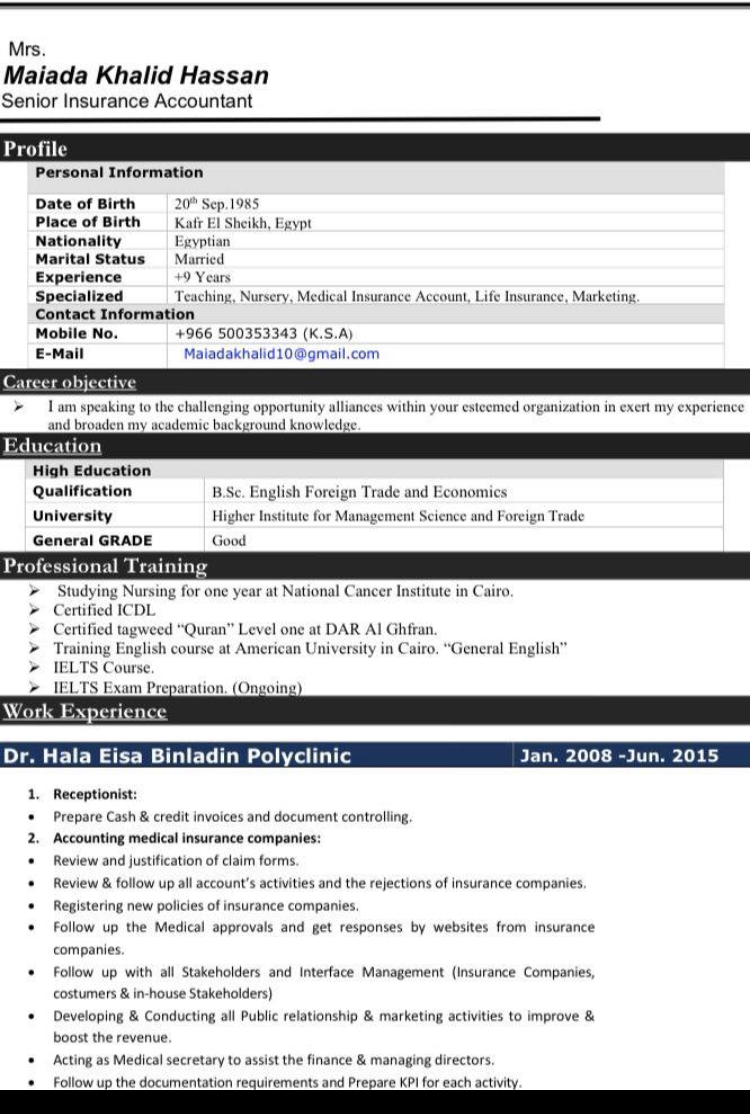 Mrs.
Maiada Khalid Hassan
Senior Insurance Accountant
Profile
Personal Information
Date of Birth 20th Sep.1985
Place of Birth Kafr El Sheikh, Egypt
Nationality Egyptian
Marital Status Married
Experience +9 Years
Specialized Teaching, Nursery, Medical Insurance Account, Life Insurance, Marketing.
Contact Information
Mobile No. +966 500353343 (K.S.A)
E-Mail Maiadakhalid10@gmail.com
Career objective
➢ I am speaking to the challenging opportunity alliances within your esteemed organization in exert my experience
and broaden my academic background knowledge.
Education
High Education
Qualification B.Sc. English Foreign Trade and Economics
University Higher Institute for Management Science and Foreign Trade
General GRADE Good
Professional Training
➢ Studying Nursing for one year at National Cancer Institute in Cairo.
➢ Certified ICDL
➢ Certified tagweed “Quran” Level one at DAR Al Ghfran.
➢ Training English course at American University in Cairo. “General English”
➢ IELTS Course.
➢ IELTS Exam Preparation. (Ongoing)
Work Experience
Dr. Hala Eisa Binladin Polyclinic Jan. 2008 -Jun. 2015
1. Receptionist:
• Prepare Cash & credit invoices and document controlling.
2. Accounting medical insurance companies:
• Review and justification of claim forms.
• Review & follow up all account’s activities and the rejections of insurance companies.
• Registering new policies of insurance companies.
• Follow up the Medical approvals and get responses by websites from insurance
companies.
• Follow up with all Stakeholders and Interface Management (Insurance Companies,
costumers & in-house Stakeholders)
• Developing & Conducting all Public relationship & marketing activities to improve &
boost the revenue.
• Acting as Medical secretary to assist the finance & managing directors.
• Follow up the documentation requirements and Prepare KPI for each activity.